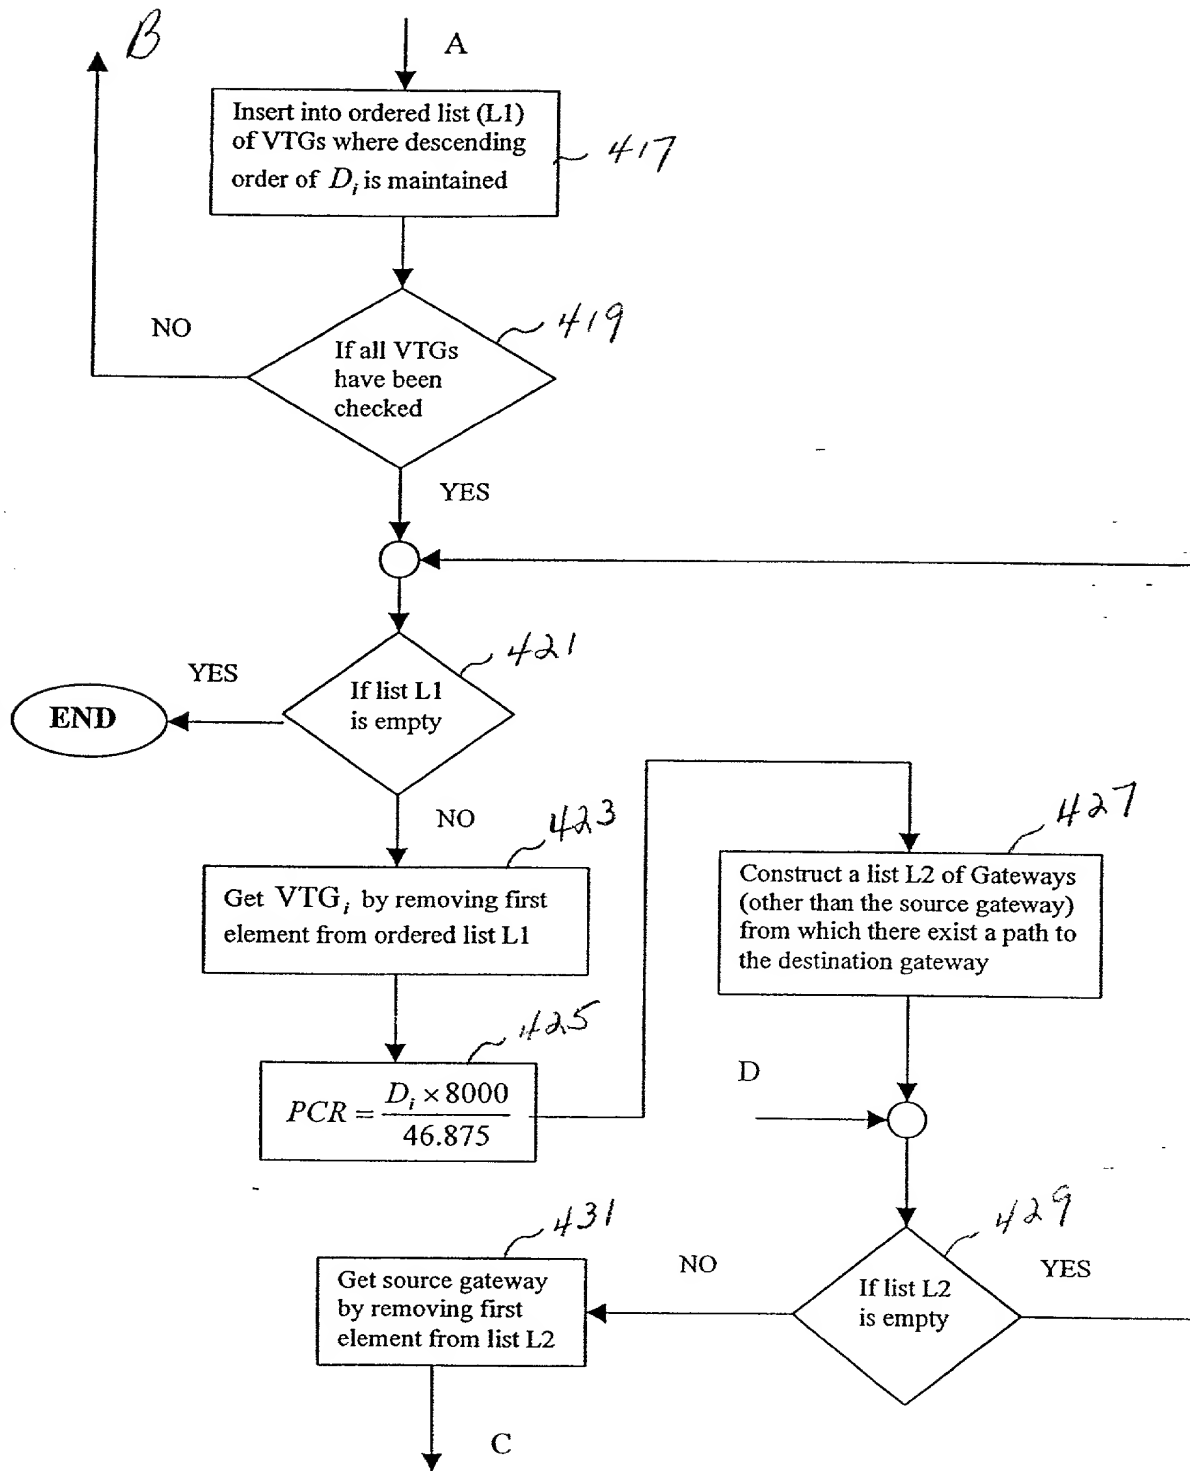 B
A
Insert into ordered list (L1)
of VTGs where descending
order of D_i is maintained
417
NO
419
If all VTGs
have been
checked
YES
421
YES
If list L1
is empty
END
NO
423
427
Get VTG_i by removing first
element from ordered list L1
Construct a list L2 of Gateways
(other than the source gateway)
from which there exist a path to
the destination gateway
425
PCR = D_i × 8000 / 46.875
D
431
429
NO
YES
Get source gateway
by removing first
element from list L2
If list L2
is empty
C